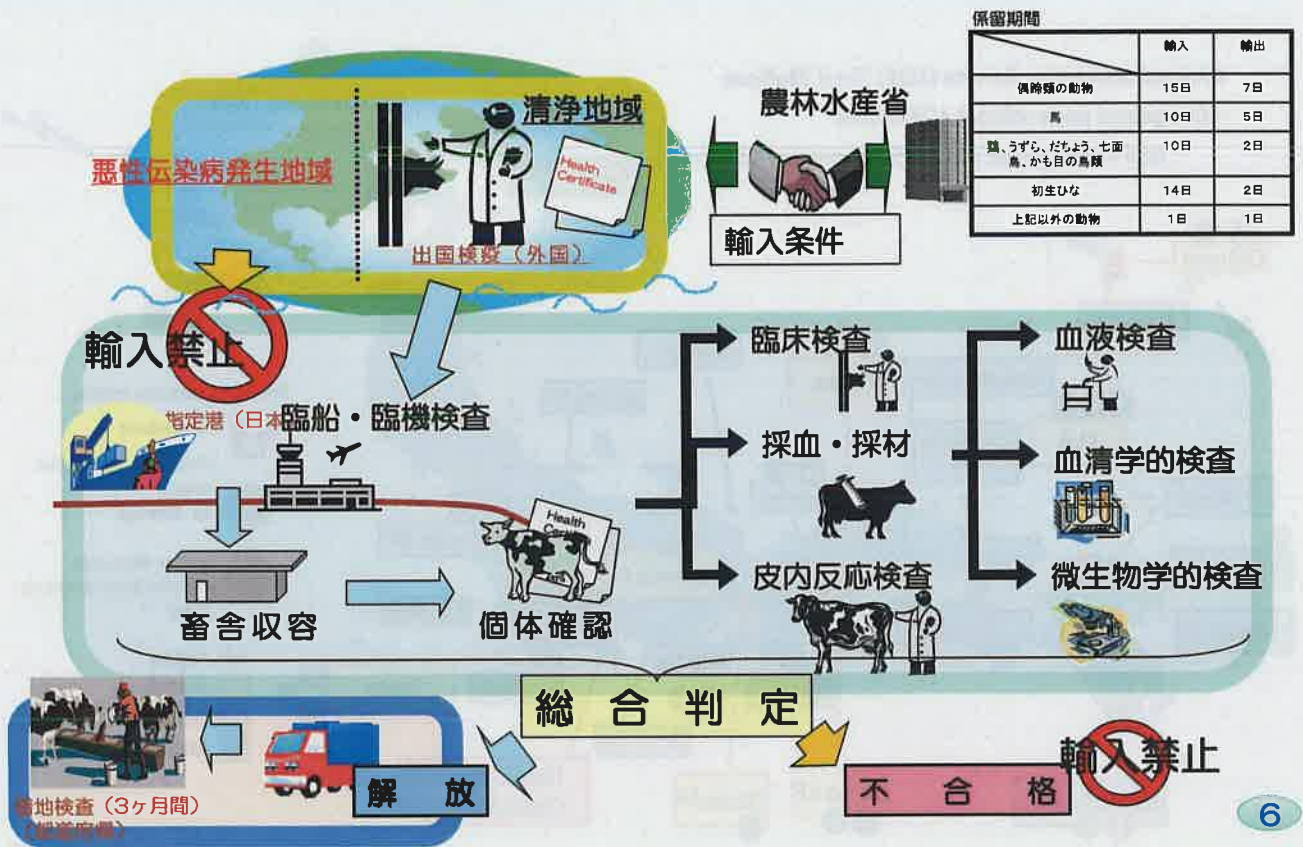 係留期間
輸入 輸出
偶蹄類の動物 15日 7日
馬 10日 5日
鶏、うずら、だちょう、七面
鳥、かも目の鳥類 10日 2日
初生ひな 14日 2日
上記以外の動物 1日 1日
清浄地域
農林水産省
悪性伝染病発生地域
Health
Certificate
出国検疫（外国）
輸入条件
輸入禁止
指定港（日本
臨船・臨機検査
臨床検査
血液検査
採血・採材
血清学的検査
Health
畜舎収容
個体確認
皮内反応検査
微生物学的検査
総合判定
解放
不合格
輸入禁止
着地検査（3ヶ月間）
6